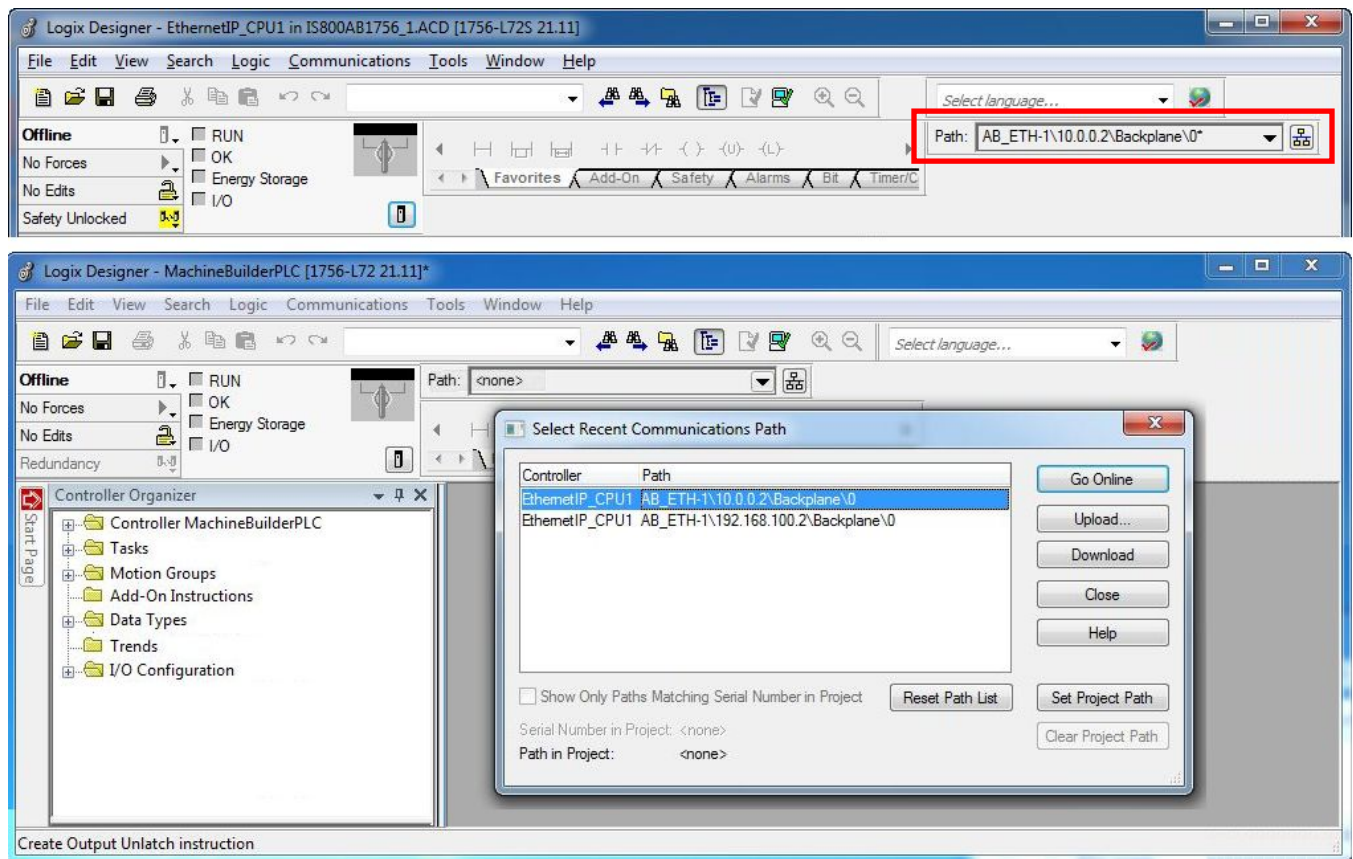 Logix Designer - EthernetIP_CPU1 in IS800AB1756_1.ACD [1756-L72S 21.11]
File Edit View Search Logic Communications Tools Window Help
Select language...
Offline
RUN
Path: AB_ETH-1\10.0.0.2\Backplane\0*
No Forces
OK
No Edits
Energy Storage
I/O
Safety Unlocked
Favorites Add-On Safety Alarms Bit Timer/C
Logix Designer - MachineBuilderPLC [1756-L72 21.11]*
File Edit View Search Logic Communications Tools Window Help
Select language...
Offline
RUN
Path: <none>
No Forces
OK
No Edits
Energy Storage
I/O
Redundancy
Start Page
Controller Organizer
Controller MachineBuilderPLC
Tasks
Motion Groups
Add-On Instructions
Data Types
Trends
I/O Configuration
Select Recent Communications Path
Controller Path
EthernetIP_CPU1 AB_ETH-1\10.0.0.2\Backplane\0
EthernetIP_CPU1 AB_ETH-1\192.168.100.2\Backplane\0
Go Online
Upload...
Download
Close
Help
Show Only Paths Matching Serial Number in Project
Reset Path List
Set Project Path
Serial Number in Project: <none>
Clear Project Path
Path in Project: <none>
Create Output Unlatch instruction